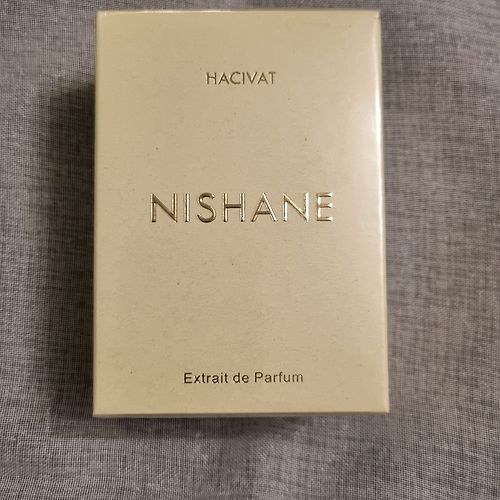 HACIVAT
NISHANE
Extrait de Parfum